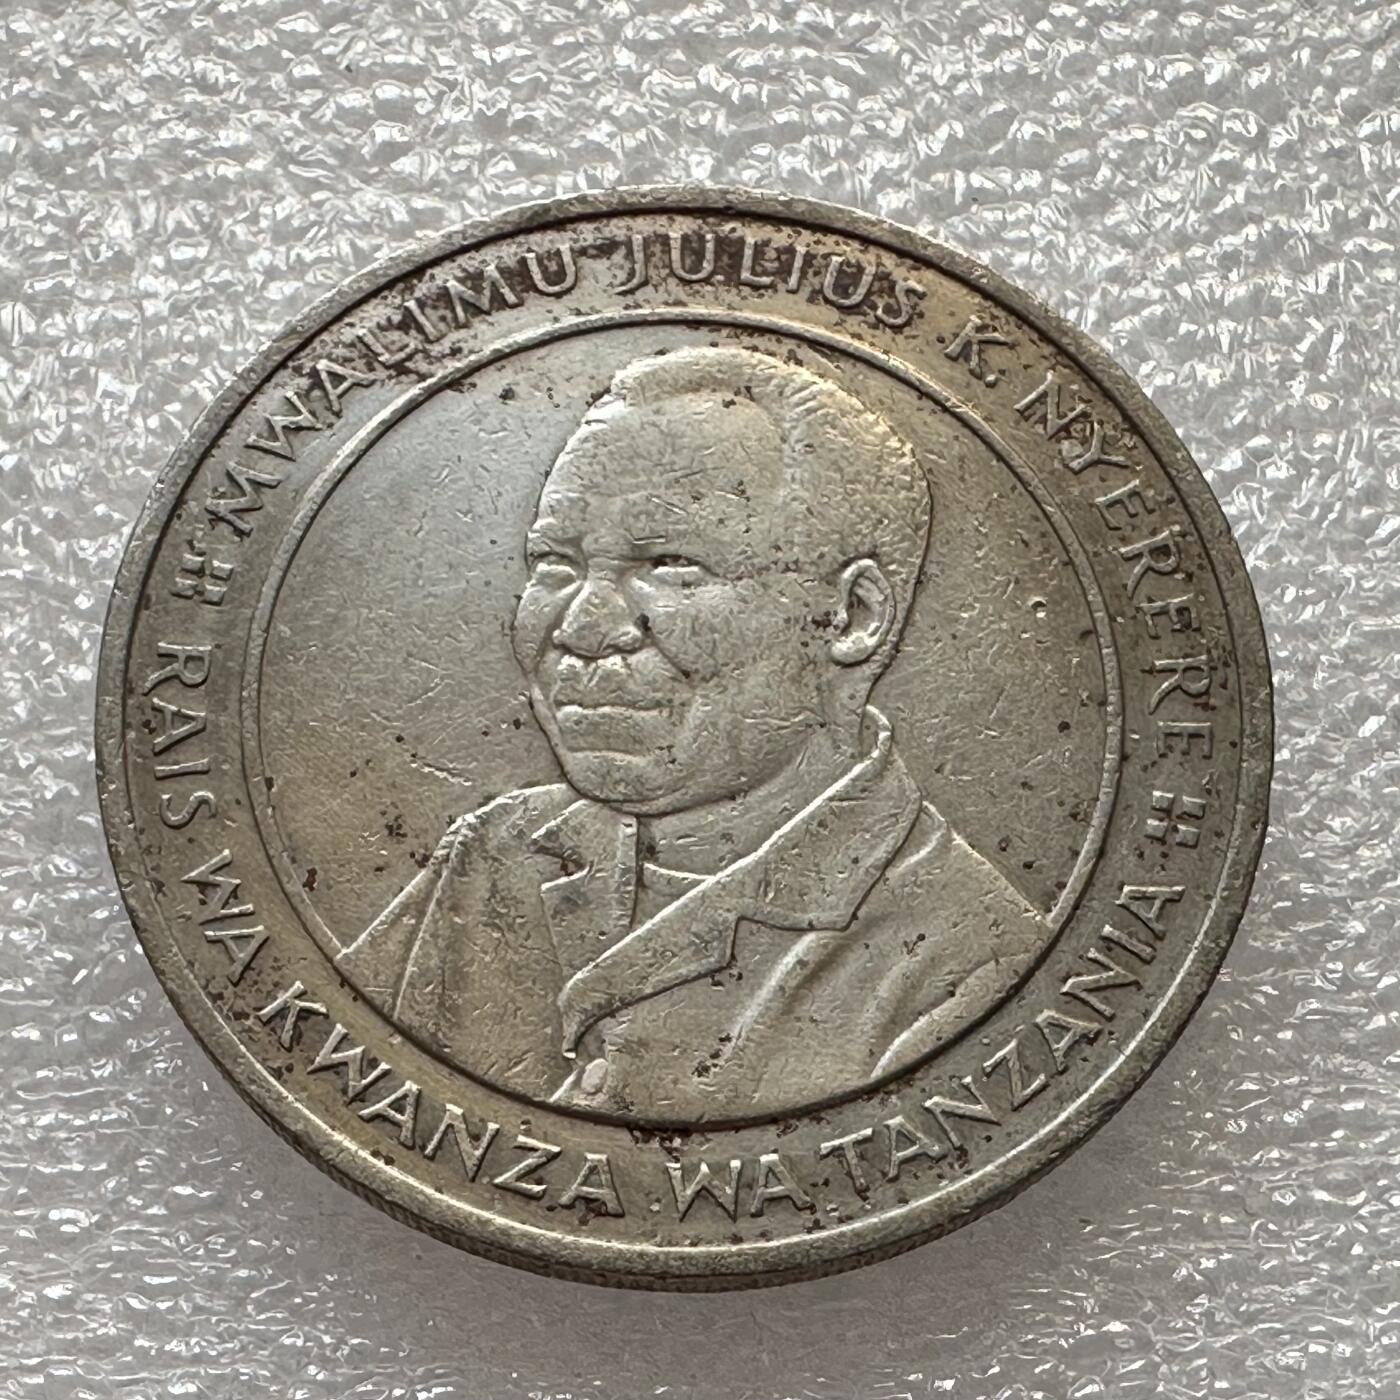 MWALIMU JULIUS K. NYERERE
RAIS WA KWANZA WA TANZANIA